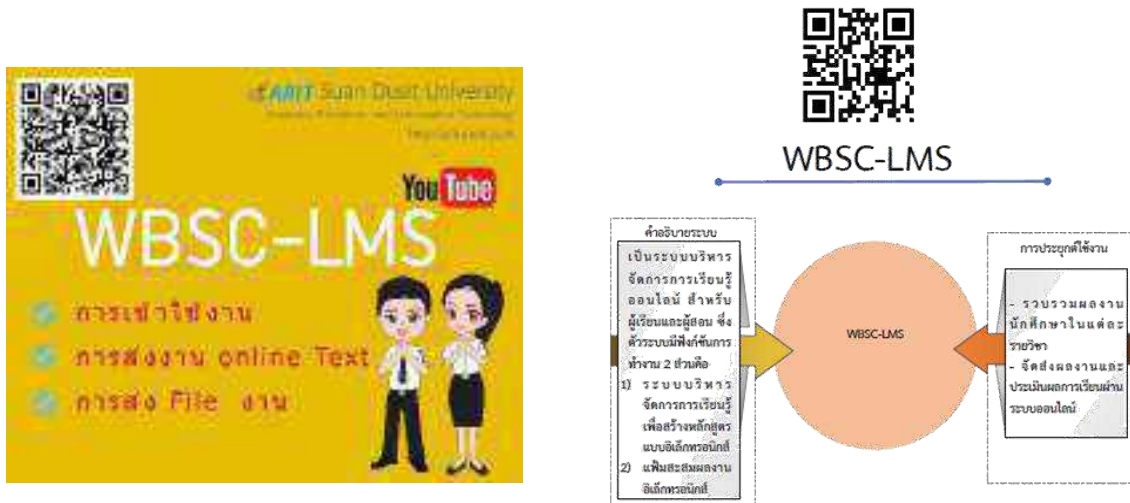 ARIT Suan Dusit University
You Tube
WBSC-LMS
การเข้าใช้งาน
การส่งงาน online Text
การส่ง File งาน
WBSC-LMS
คำอธิบายระบบ
เป็นระบบบริหาร
จัดการการเรียนรู้
ออนไลน์ สำหรับ
ผู้เรียนและผู้สอน ซึ่ง
ตัวระบบมีฟังก์ชันการ
ทำงาน 2 ส่วนคือ
1) ระบบบริหาร
จัดการการเรียนรู้
เพื่อสร้างหลักสูตร
แบบอิเล็กทรอนิกส์
2) แฟ้มสะสมผลงาน
อิเล็กทรอนิกส์
WBSC-LMS
การประยุกต์ใช้งาน
- รวบรวมผลงาน
นักศึกษาในแต่ละ
รายวิชา
- จัดส่งผลงานและ
ประเมินผลการเรียนผ่าน
ระบบออนไลน์